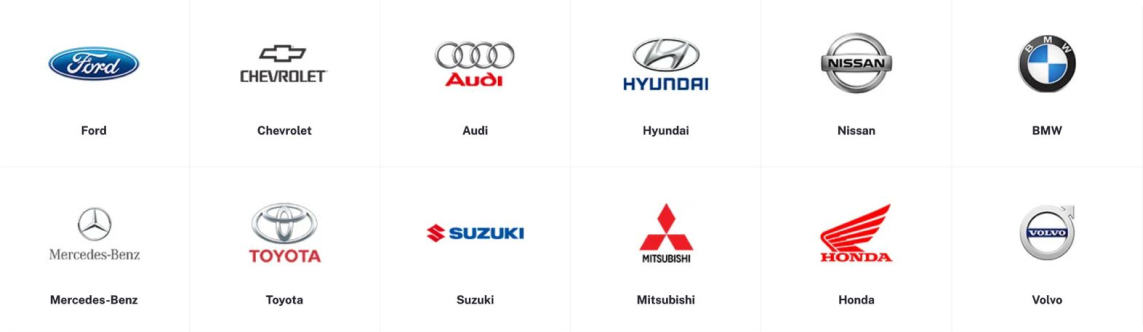 Ford
CHEVROLET
Audi
HYUNDAI
NISSAN
BMW
Ford
Chevrolet
Audi
Hyundai
Nissan
BMW
Mercedes-Benz
TOYOTA
SUZUKI
MITSUBISHI
HONDA
VOLVO
Mercedes-Benz
Toyota
Suzuki
Mitsubishi
Honda
Volvo